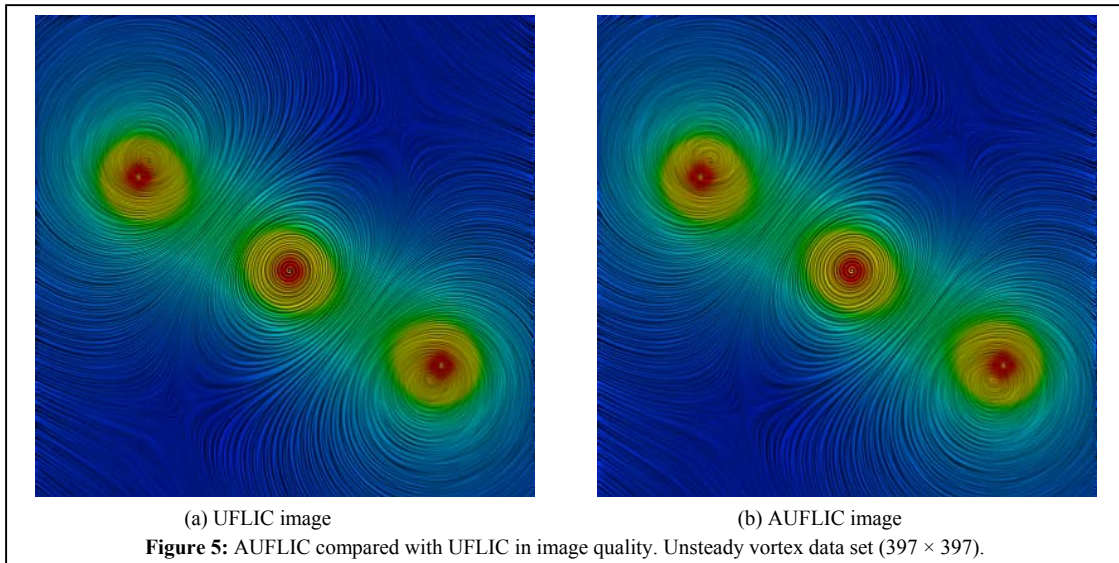 (a) UFLIC image
(b) AUFLIC image
Figure 5: AUFLIC compared with UFLIC in image quality. Unsteady vortex data set (397 × 397).